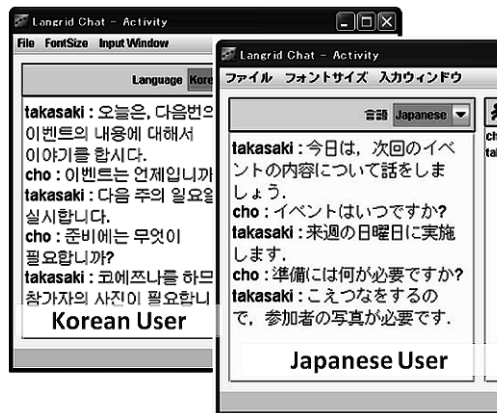 Langrid Chat - Activity
File FontSize Input Window
Language Kore
takasaki : 오늘은, 다음번으
이벤트의 내용에 대해서
이야기를 합시다.
cho : 이벤트는 언제입니까
takasaki : 다음 주의 일요일
실시합니다.
cho : 준비에는 무엇이
필요합니까?
takasaki : 코에쯔나를 하므
참가자의 사진이 필요합니
Korean User
Langrid Chat - Activity
ファイル フォントサイズ 入力ウィンドウ
言語 Japanese
takasaki : 今日は，次回のイベ
ントの内容について話をしま
しょう．
cho : イベントはいつですか?
takasaki : 来週の日曜日に実施
します．
cho : 準備には何が必要ですか?
takasaki : こえつなをするの
で，参加者の写真が必要です．
Japanese User
ch
tak